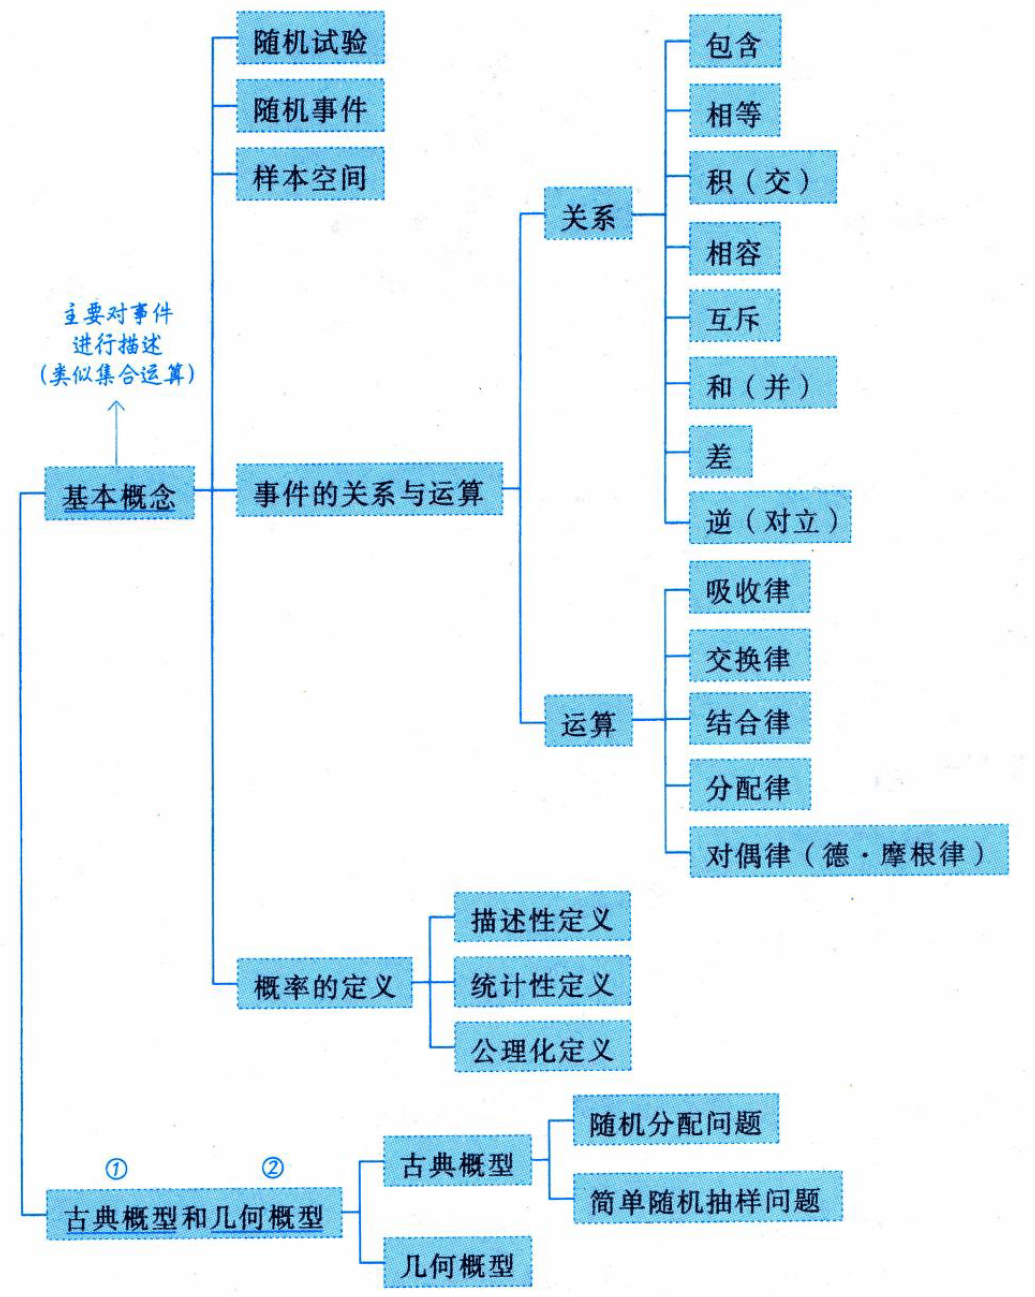 随机试验
随机事件
样本空间
主要对事件
进行描述
(类似集合运算)
基本概念
事件的关系与运算
关系
包含
相等
积（交）
相容
互斥
和（并）
差
逆（对立）
运算
吸收律
交换律
结合律
分配律
对偶律（德·摩根律）
概率的定义
描述性定义
统计性定义
公理化定义
① ②
古典概型和几何概型
古典概型
随机分配问题
简单随机抽样问题
几何概型